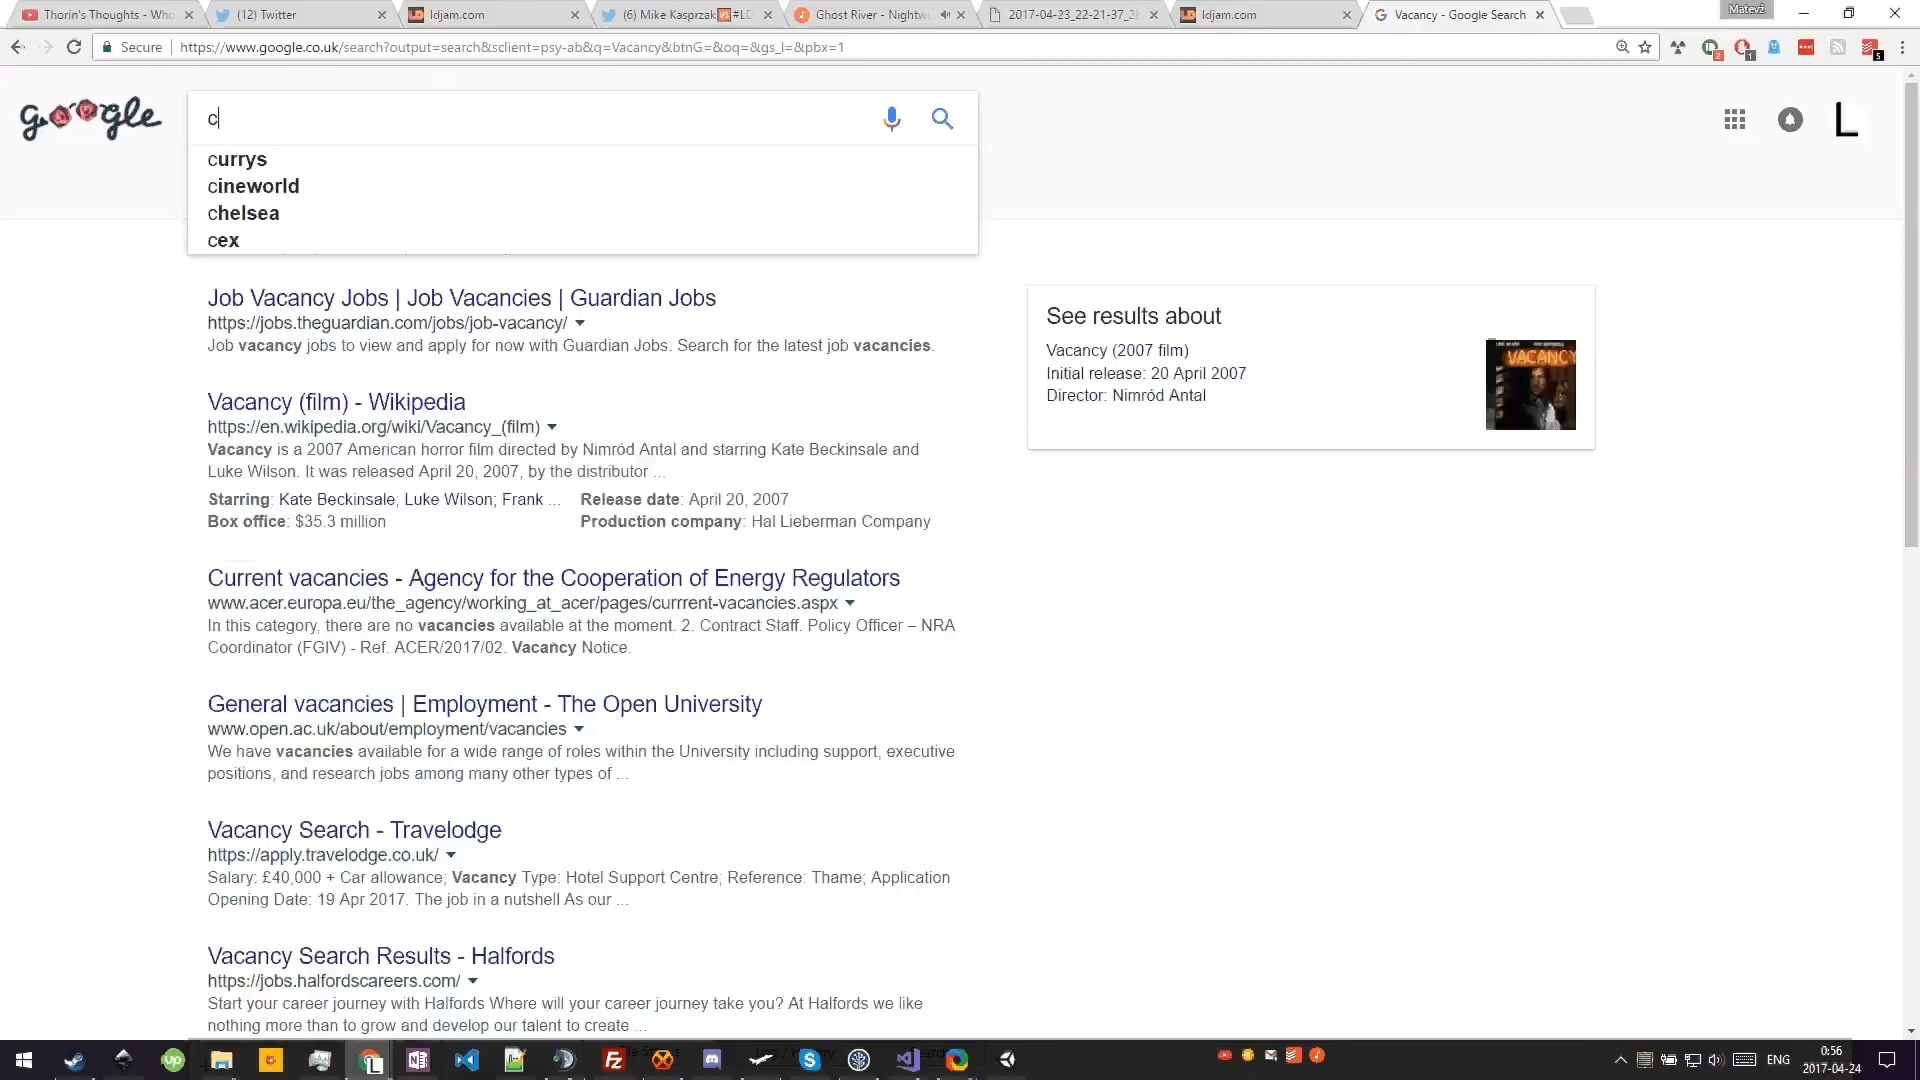 Thorin's Thoughts - Who
(12) Twitter
ldjam.com
(6) Mike Kasprzak🆚#LD
Ghost River - Nightw
2017-04-23_22-21-37_2
ldjam.com
Vacancy - Google Search
Matevž
Secure
https://www.google.co.uk/search?output=search&sclient=psy-ab&q=Vacancy&btnG=&oq=&gs_l=&pbx=1
2
1
5
google
c
L
currys
cineworld
chelsea
cex
Job Vacancy Jobs | Job Vacancies | Guardian Jobs
https://jobs.theguardian.com/jobs/job-vacancy/
Job vacancy jobs to view and apply for now with Guardian Jobs. Search for the latest job vacancies.
Vacancy (film) - Wikipedia
https://en.wikipedia.org/wiki/Vacancy_(film)
Vacancy is a 2007 American horror film directed by Nimród Antal and starring Kate Beckinsale and
Luke Wilson. It was released April 20, 2007, by the distributor ...
Starring: Kate Beckinsale; Luke Wilson; Frank ...
Release date: April 20, 2007
Box office: $35.3 million
Production company: Hal Lieberman Company
Current vacancies - Agency for the Cooperation of Energy Regulators
www.acer.europa.eu/the_agency/working_at_acer/pages/currrent-vacancies.aspx
In this category, there are no vacancies available at the moment. 2. Contract Staff. Policy Officer – NRA
Coordinator (FGIV) - Ref. ACER/2017/02. Vacancy Notice.
General vacancies | Employment - The Open University
www.open.ac.uk/about/employment/vacancies
We have vacancies available for a wide range of roles within the University including support, executive
positions, and research jobs among many other types of ...
Vacancy Search - Travelodge
https://apply.travelodge.co.uk/
Salary: £40,000 + Car allowance; Vacancy Type: Hotel Support Centre; Reference: Thame; Application
Opening Date: 19 Apr 2017. The job in a nutshell As our ...
Vacancy Search Results - Halfords
https://jobs.halfordscareers.com/
Start your career journey with Halfords Where will your career journey take you? At Halfords we like
nothing more than to grow and develop our talent to create ...
See results about
Vacancy (2007 film)
Initial release: 20 April 2007
Director: Nimród Antal
VACANCY
up
L
N
Fz
S
ENG
0:56
2017-04-24